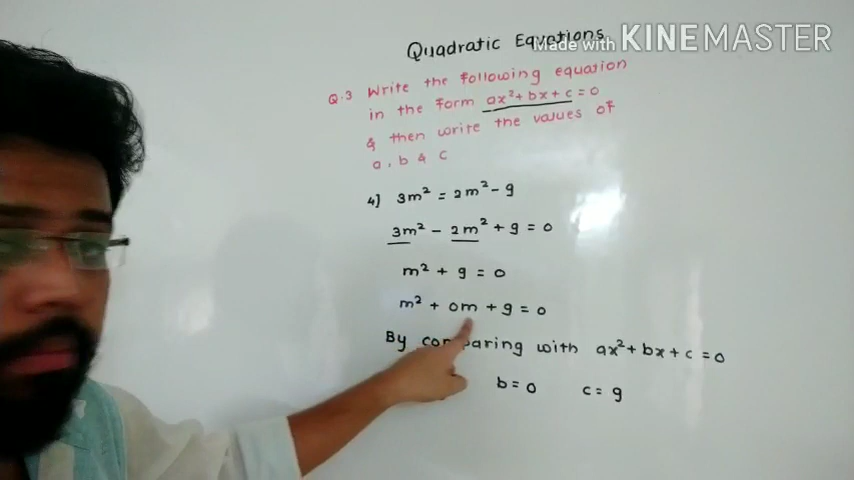 Quadratic Equations
Made with KINEMASTER
Q.3 Write the following equation
in the form ax²+bx+c=0
& then write the values of
a, b & c
4] 3m² = 2m² - 9
3m² - 2m² + 9 = 0
m² + 9 = 0
m² + 0m + 9 = 0
By comparing with ax²+bx+c=0
b=0 c=9